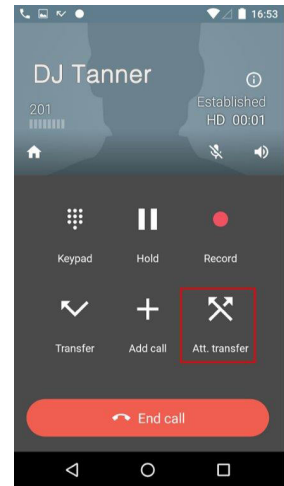 16:53
DJ Tanner
201
Established
HD 00:01
Keypad
Hold
Record
Transfer
Add call
Att. transfer
End call